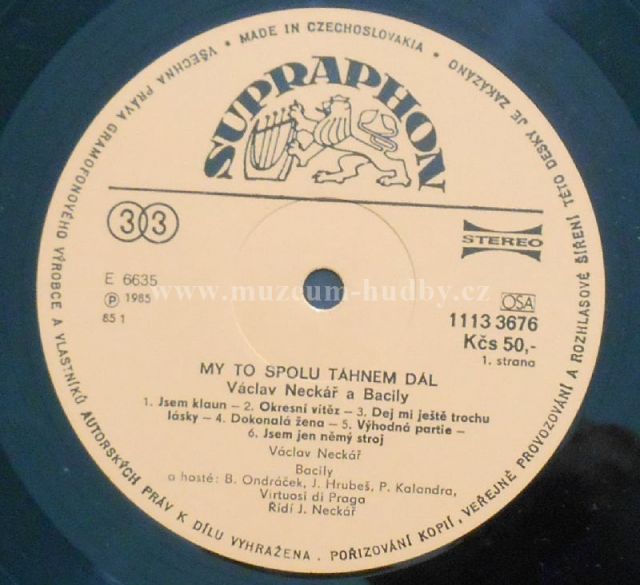 VŠECHNA PRÁVA GRAMOFONOVÉHO VÝROBCE A VLASTNÍKŮ AUTORSKÝCH PRÁV K DÍLU VYHRAŽENA. POŘIZOVÁNÍ KOPIÍ, VEŘEJNÉ PROVOZOVÁNÍ A ROZHLASOVÉ ŠÍŘENÍ TÉTO DESKY JE ZAKÁZÁNO • MADE IN CZECHOSLOVAKIA •
SUPRAPHON
33
STEREO
E 6635
℗ 1985
85 1
www.muzeum-hudby.cz
OSA
1113 3676
Kčs 50,-
1. strana
MY TO SPOLU TÁHNEM DÁL
Václav Neckář a Bacily
1. Jsem klaun – 2. Okresní vítěz – 3. Dej mi ještě trochu
lásky – 4. Dokonalá žena – 5. Výhodná partie –
6. Jsem jen němý stroj
Václav Neckář
Bacily
a hosté: B. Ondráček, J. Hrubeš, P. Kalandra,
Virtuosi di Praga
Řídí J. Neckář